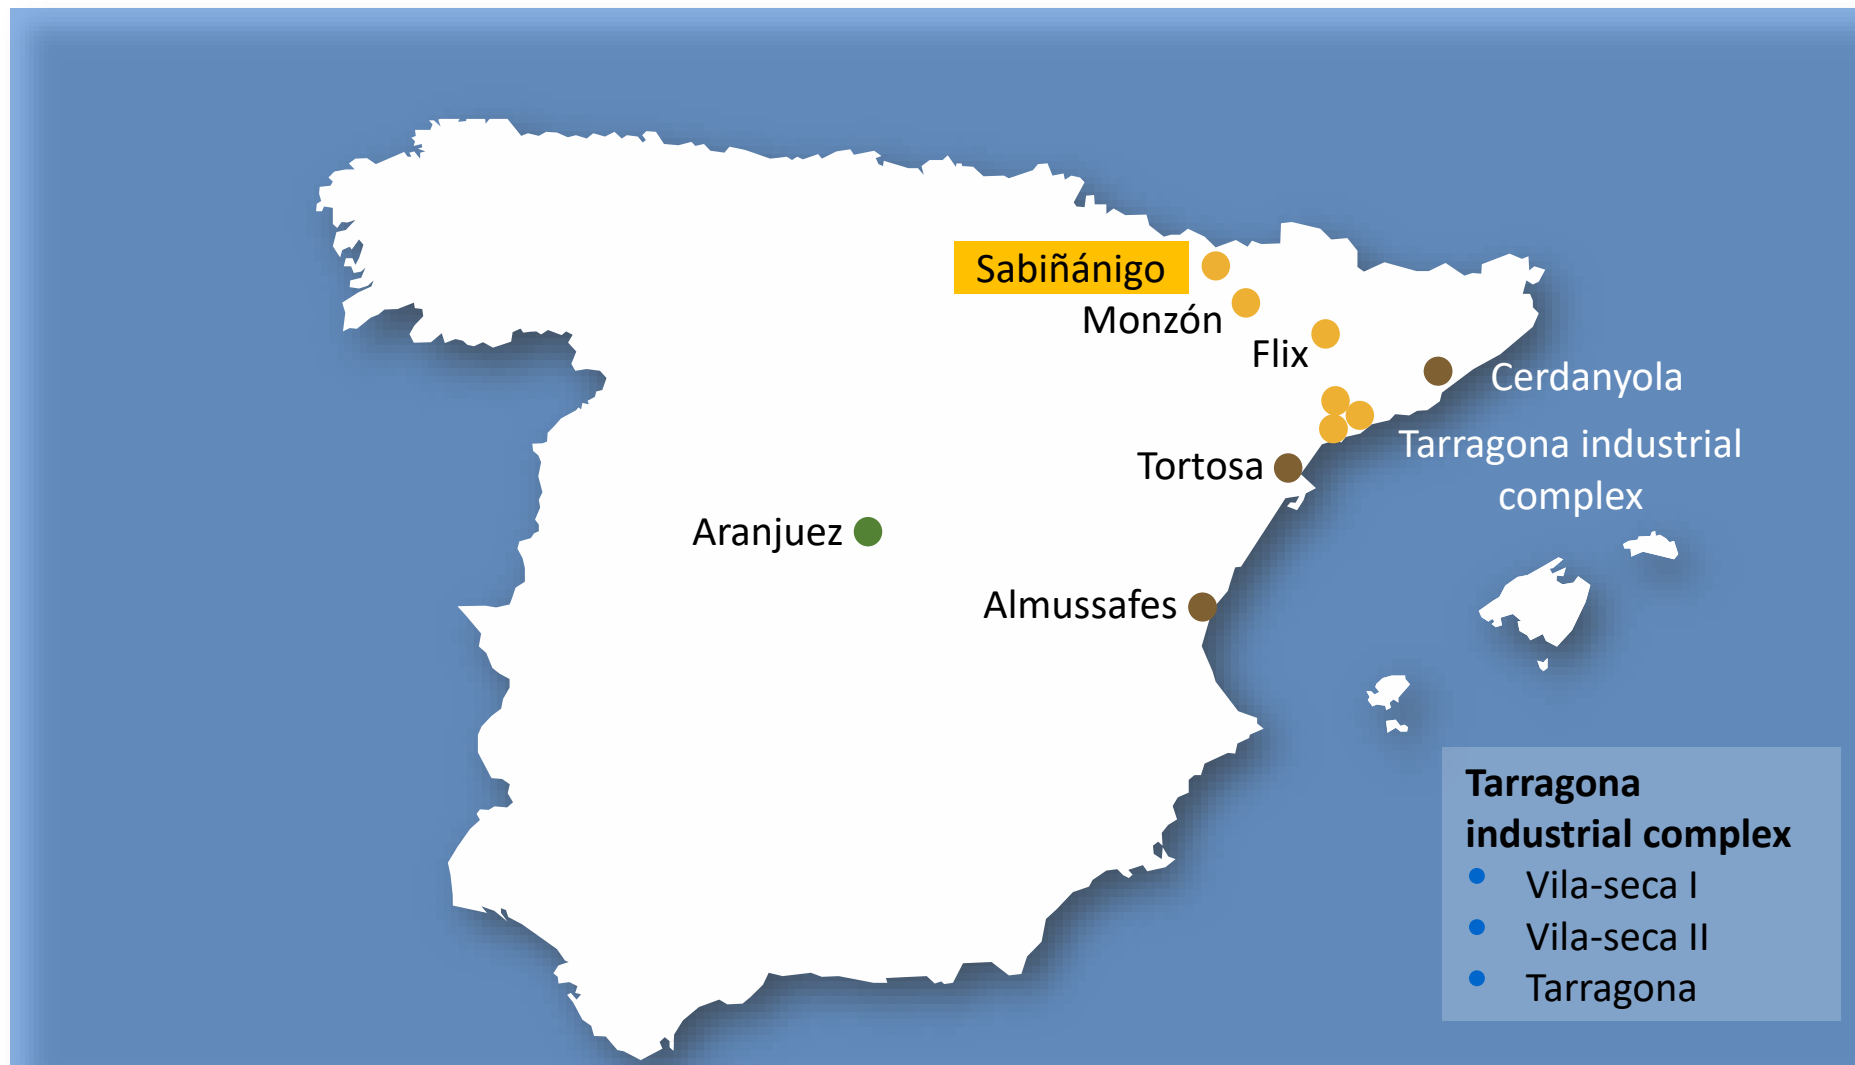 Sabiñánigo
Monzón
Flix
Cerdanyola
Tarragona industrial
complex
Tortosa
Aranjuez
Almussafes
Tarragona
industrial complex
• Vila-seca I
• Vila-seca II
• Tarragona